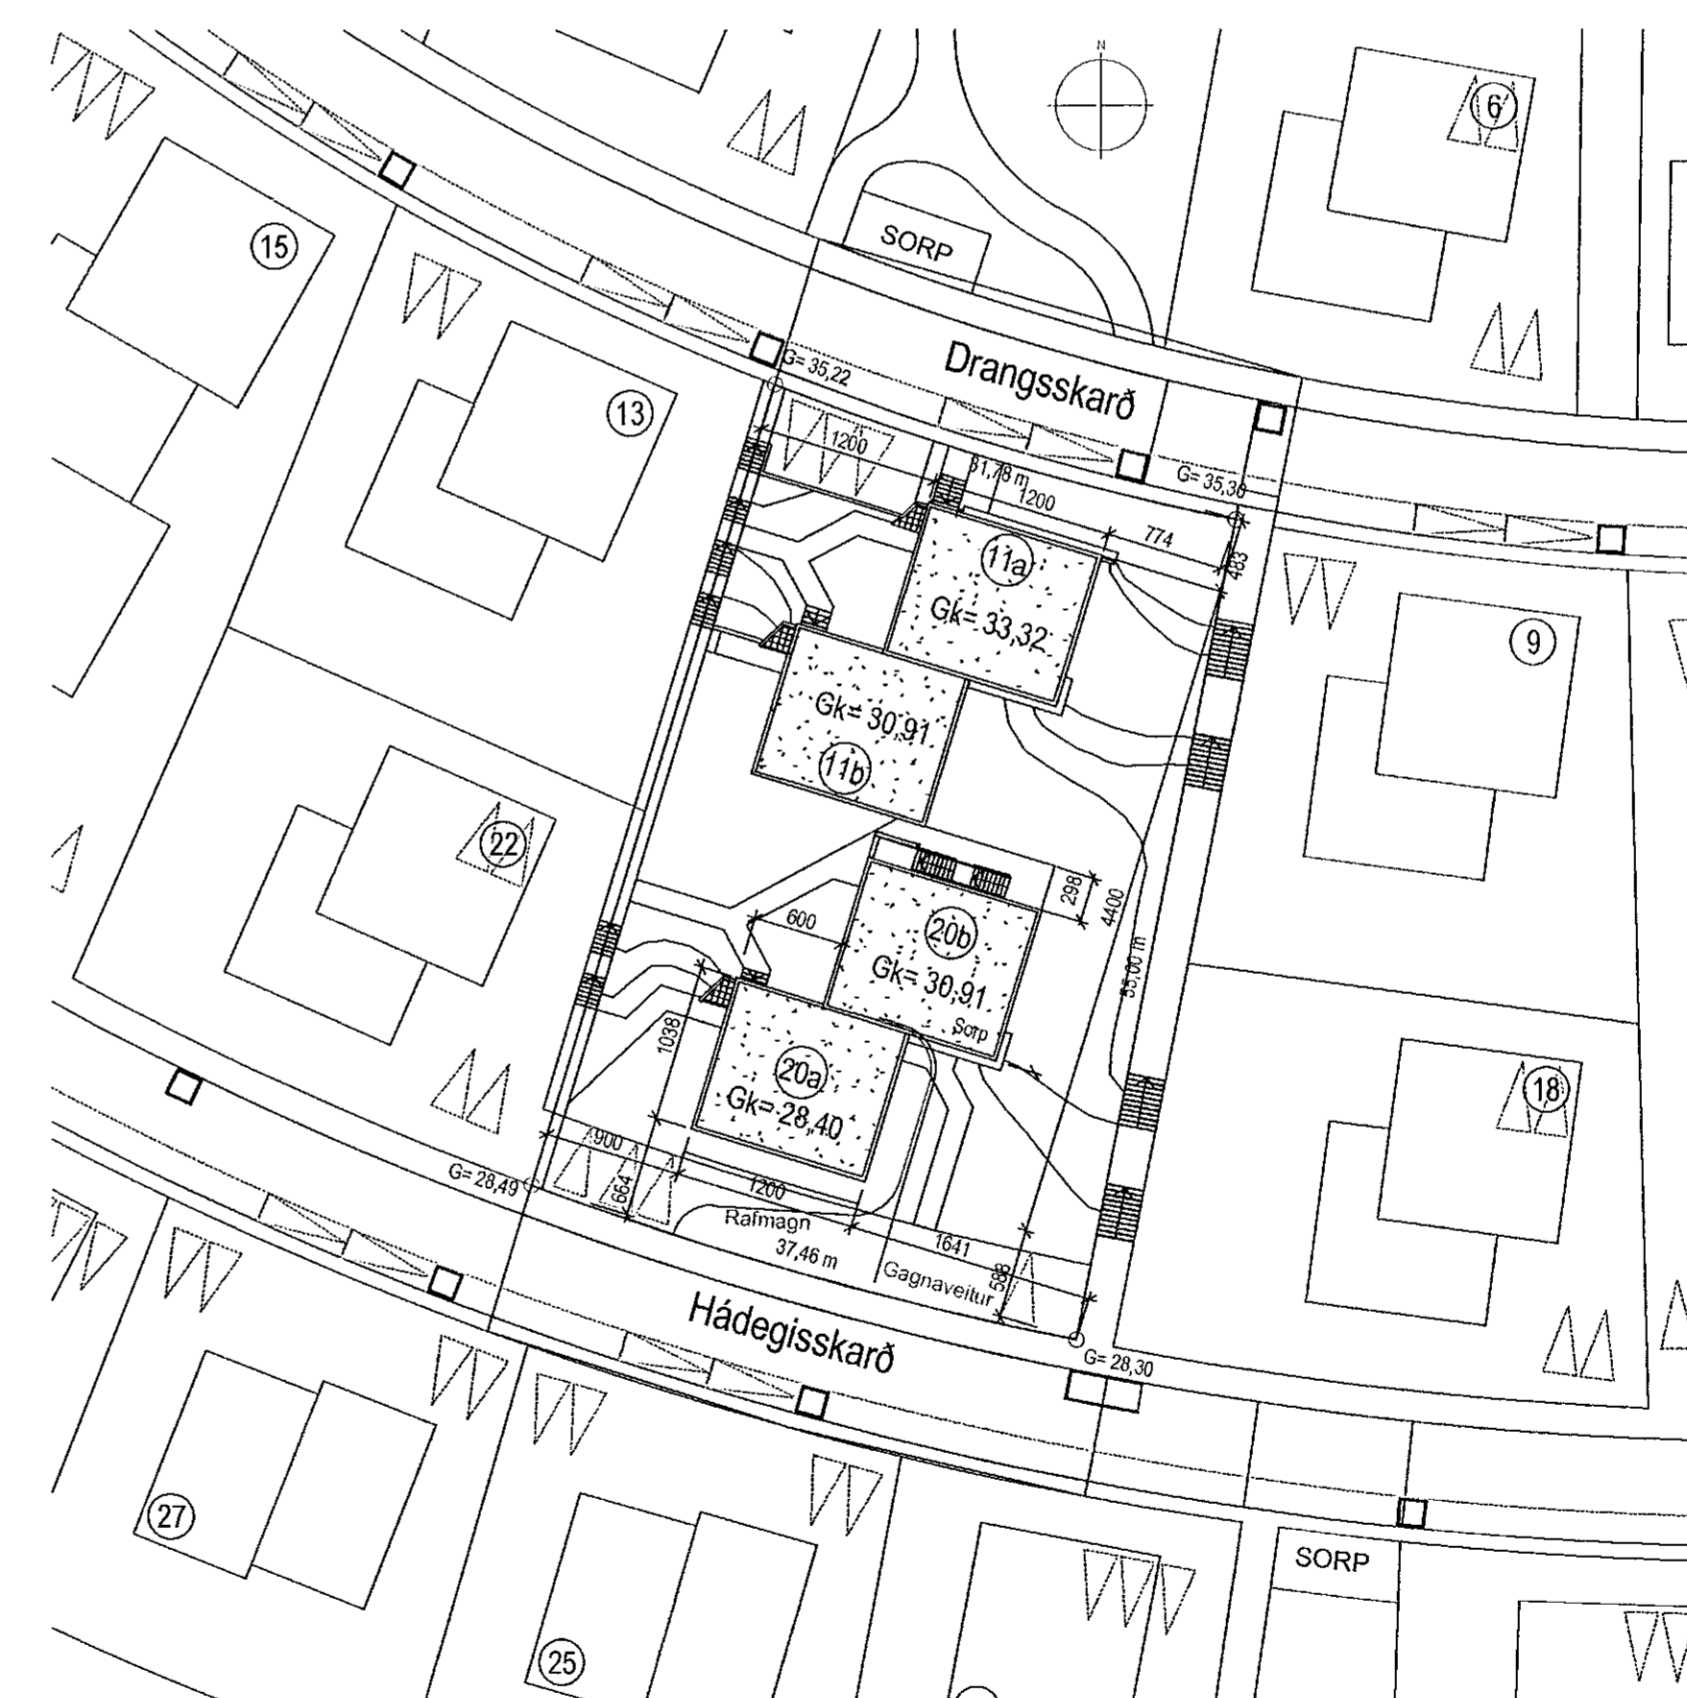 N
6
15
SORP
13
G= 35,22
Drangsskarð
1200
31,78 m
1200
G= 35,30
774
483
11a
Gk= 33,32
9
Gk= 30,91
11b
22
298
4400
600
20b
Gk= 30,91
55,00 m
Sorp
1038
20a
Gk= 28,40
18
900
G= 28,49
664
1200
Rafmagn
37,46 m
1641
588
Gagnaveitur
Hádegisskarð
G= 28,30
27
SORP
25